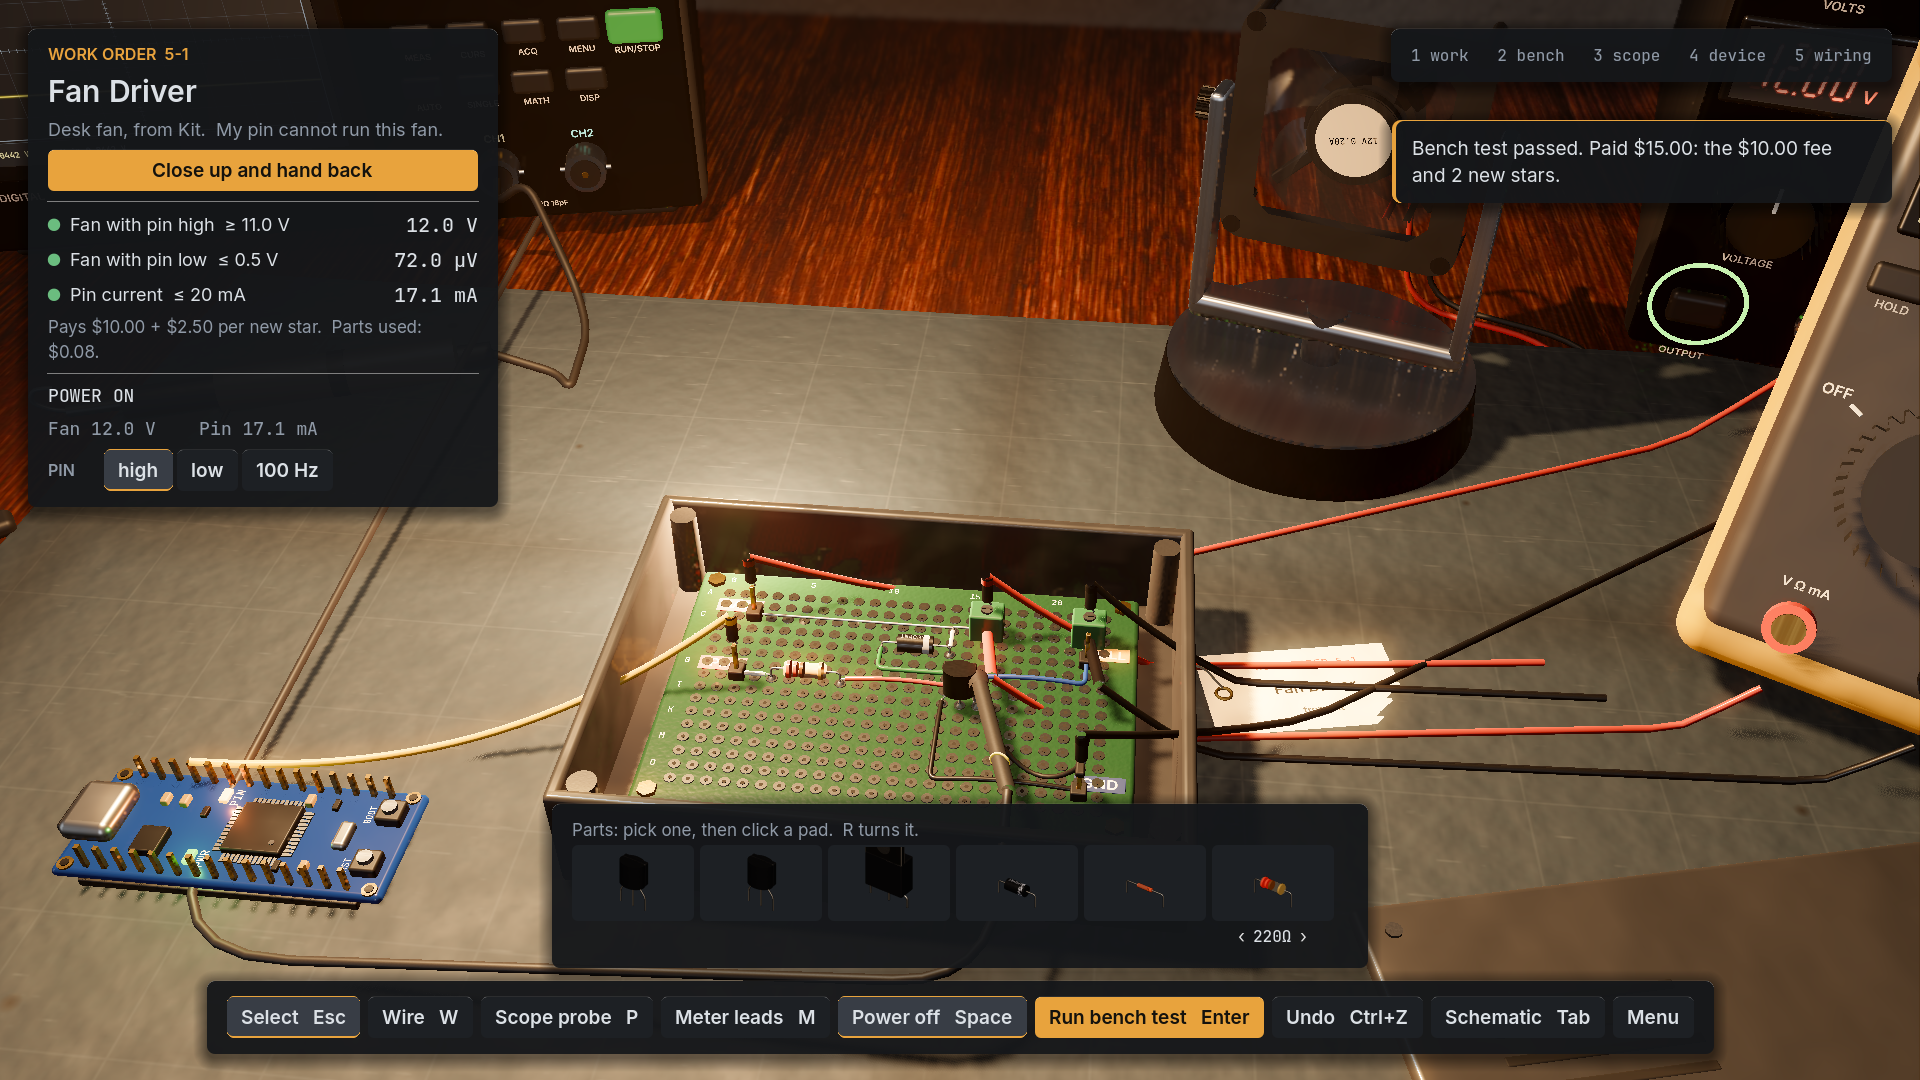 WORK ORDER 5-1
Fan Driver
Desk fan, from Kit. My pin cannot run this fan.
Close up and hand back
Fan with pin high ≥ 11.0 V 12.0 V
Fan with pin low ≤ 0.5 V 72.0 µV
Pin current ≤ 20 mA 17.1 mA
Pays $10.00 + $2.50 per new star. Parts used:
$0.08.
POWER ON
Fan 12.0 V Pin 17.1 mA
PIN high low 100 Hz
ACQ MENU RUN/STOP
MATH DISP
CH2
1 work 2 bench 3 scope 4 device 5 wiring
Bench test passed. Paid $15.00: the $10.00 fee
and 2 new stars.
VOLTS
V
12V 0.20A
VOLTAGE
OUTPUT
HOLD
OFF
V Ω mA
PIN
BOOT
Parts: pick one, then click a pad. R turns it.
‹ 220Ω ›
Select Esc
Wire W
Scope probe P
Meter leads M
Power off Space
Run bench test Enter
Undo Ctrl+Z
Schematic Tab
Menu